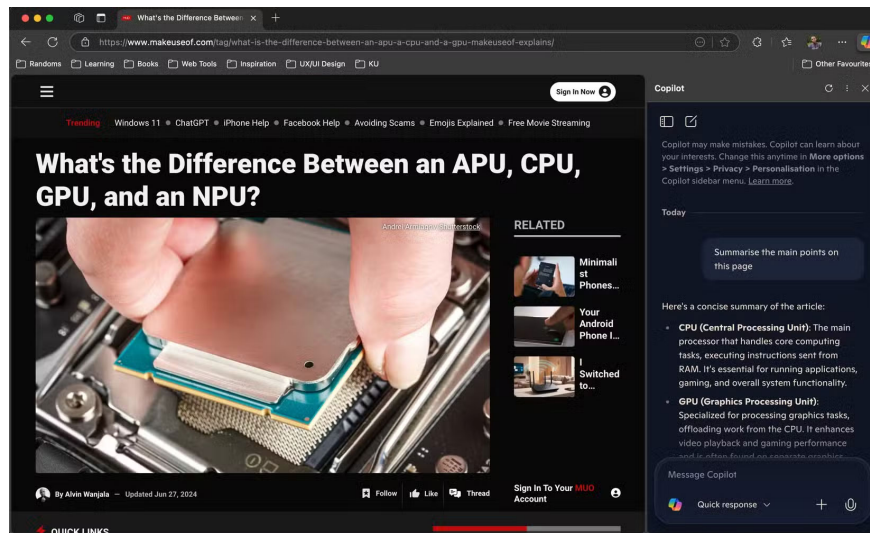 What's the Difference Between
https://www.makeuseof.com/tag/what-is-the-difference-between-an-apu-a-cpu-and-a-gpu-makeuseof-explains/
Randoms Learning Books Web Tools Inspiration UX/UI Design KU Other Favourites
Sign In Now
Trending Windows 11 ChatGPT iPhone Help Facebook Help Avoiding Scams Emojis Explained Free Movie Streaming
What's the Difference Between an APU, CPU,
GPU, and an NPU?
Shutterstock
RELATED
Minimali
st
Phones...
Your
Android
Phone I...
I
Switched
to...
By Alvin Wanjala — Updated Jun 27, 2024
Follow Like Thread
Sign In To Your MUO
Account
QUICK LINKS
Copilot
Copilot may make mistakes. Copilot can learn about
your interests. Change this anytime in More options
> Settings > Privacy > Personalisation in the
Copilot sidebar menu. Learn more.
Today
Summarise the main points on
this page
Here's a concise summary of the article:
CPU (Central Processing Unit): The main
processor that handles core computing
tasks, executing instructions sent from
RAM. It's essential for running applications,
gaming, and overall system functionality.
GPU (Graphics Processing Unit):
Specialized for processing graphics tasks,
offloading work from the CPU. It enhances
video playback and gaming performance
and is often found on separate graphics
Message Copilot
Quick response